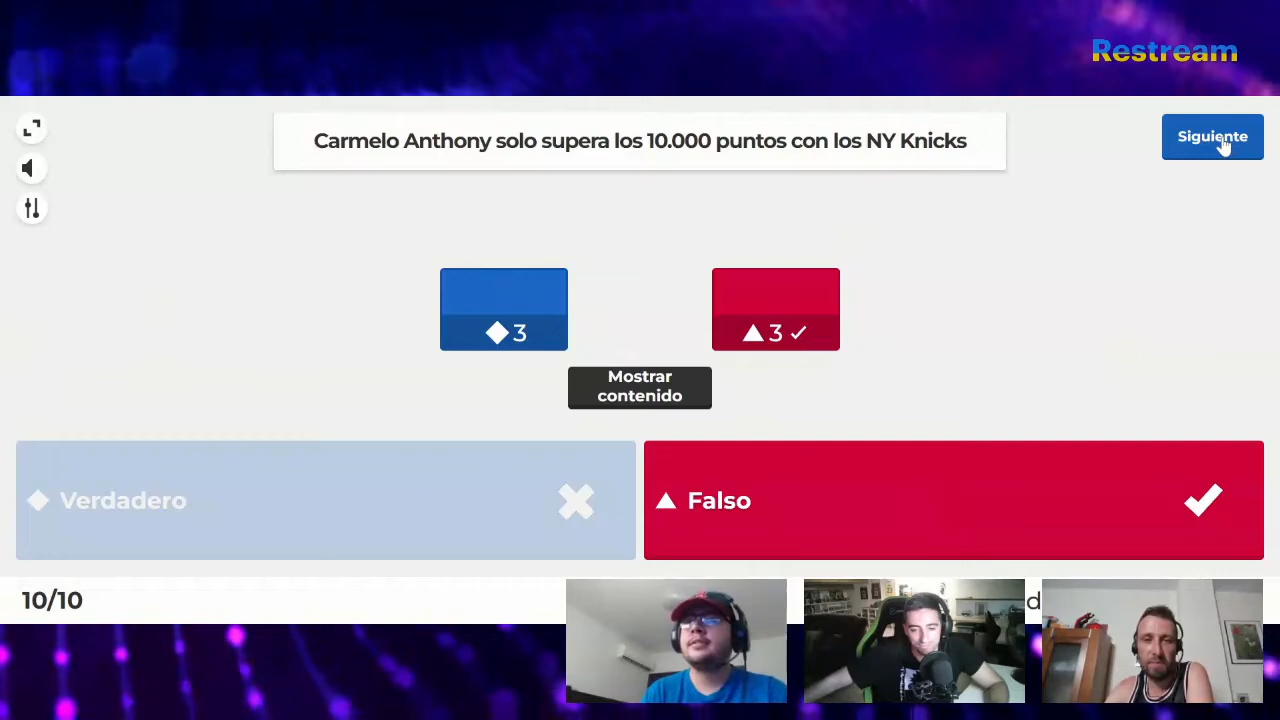 Restream
Carmelo Anthony solo supera los 10.000 puntos con los NY Knicks
Siguiente
3
3
Mostrar
contenido
Verdadero
Falso
10/10
d